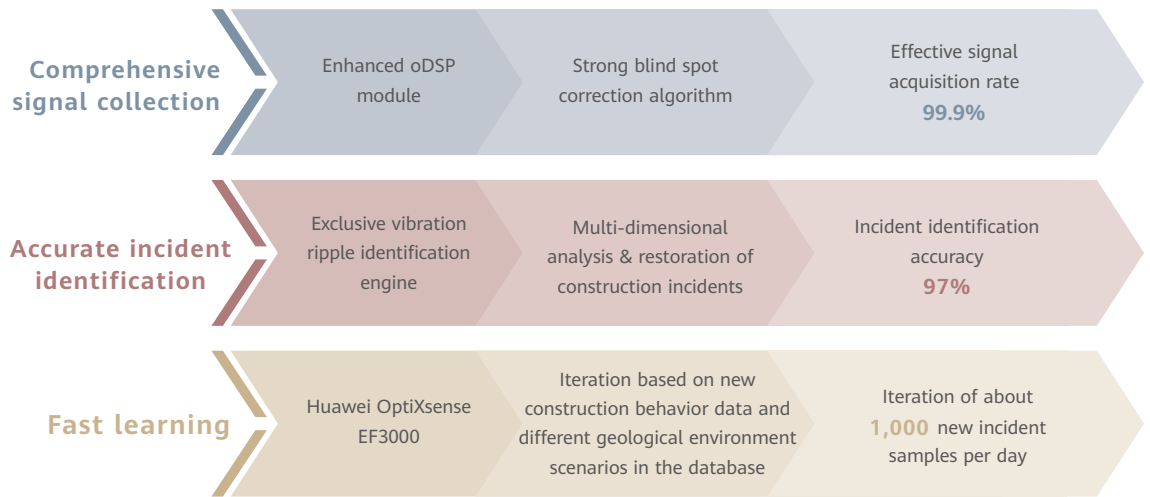 Comprehensive
signal collection
Enhanced oDSP
module
Strong blind spot
correction algorithm
Effective signal
acquisition rate
99.9%
Accurate incident
identification
Exclusive vibration
ripple identification
engine
Multi-dimensional
analysis & restoration of
construction incidents
Incident identification
accuracy
97%
Fast learning
Huawei OptiXsense
EF3000
Iteration based on new
construction behavior data and
different geological environment
scenarios in the database
Iteration of about
1,000 new incident
samples per day